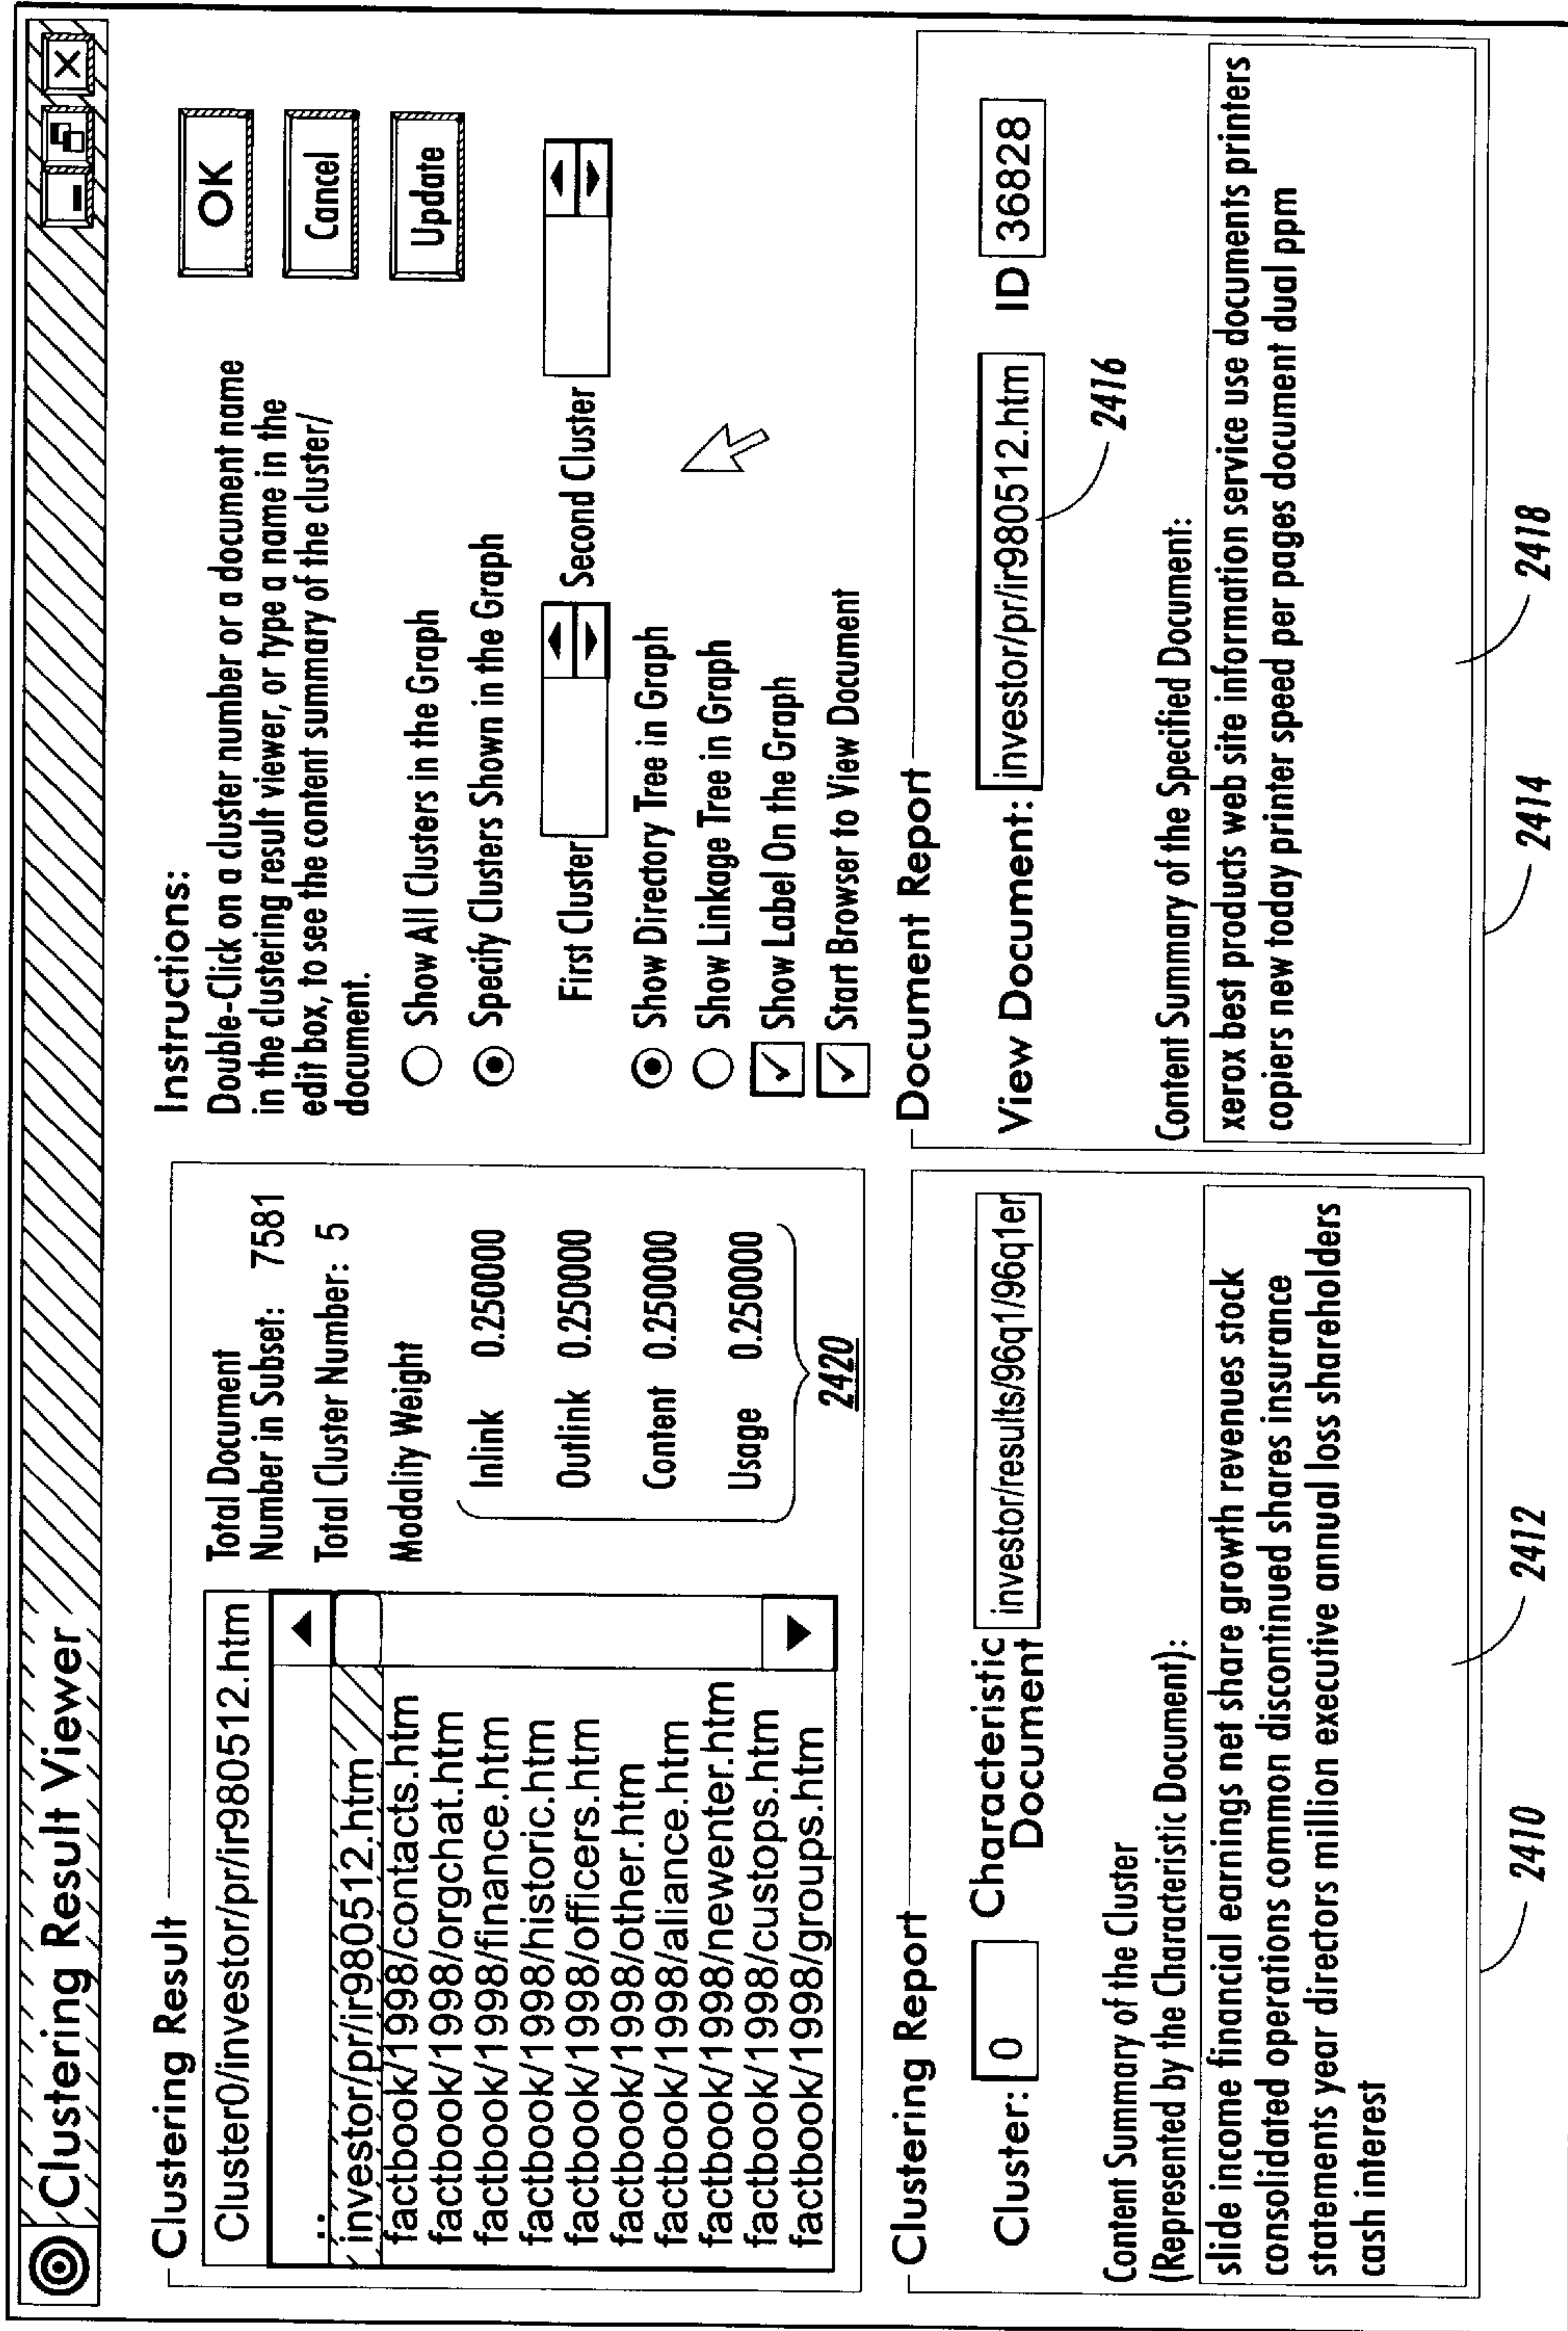 Clustering Result Viewer
Clustering Result
Cluster0/investor/pr/ir980512.htm
..
investor/pr/ir980512.htm
factbook/1998/contacts.htm
factbook/1998/orgchat.htm
factbook/1998/finance.htm
factbook/1998/historic.htm
factbook/1998/officers.htm
factbook/1998/other.htm
factbook/1998/aliance.htm
factbook/1998/newenter.htm
factbook/1998/custops.htm
factbook/1998/groups.htm
Total Document
Number in Subset: 7581
Total Cluster Number: 5
Modality Weight
Inlink 0.250000
Outlink 0.250000
Content 0.250000
Usage 0.250000
2420
Instructions:
Double-Click on a cluster number or a document name
in the clustering result viewer, or type a name in the
edit box, to see the content summary of the cluster/
document.
OK
Cancel
Update
Show All Clusters in the Graph
Specify Clusters Shown in the Graph
First Cluster Second Cluster
Show Directory Tree in Graph
Show Linkage Tree in Graph
Show Label On the Graph
Start Browser to View Document
Clustering Report
Cluster: 0 Characteristic investor/results/96q1/96q1er
Document
Content Summary of the Cluster
(Represented by the Characteristic Document):
slide income financial earnings net share growth revenues stock
consolidated operations common discontinued shares insurance
statements year directors million executive annual loss shareholders
cash interest
2410
2412
Document Report
View Document: investor/pr/ir980512.htm ID 36828
2416
Content Summary of the Specified Document:
xerox best products web site information service use documents printers
copiers new today printer speed per pages document dual ppm
2414
2418